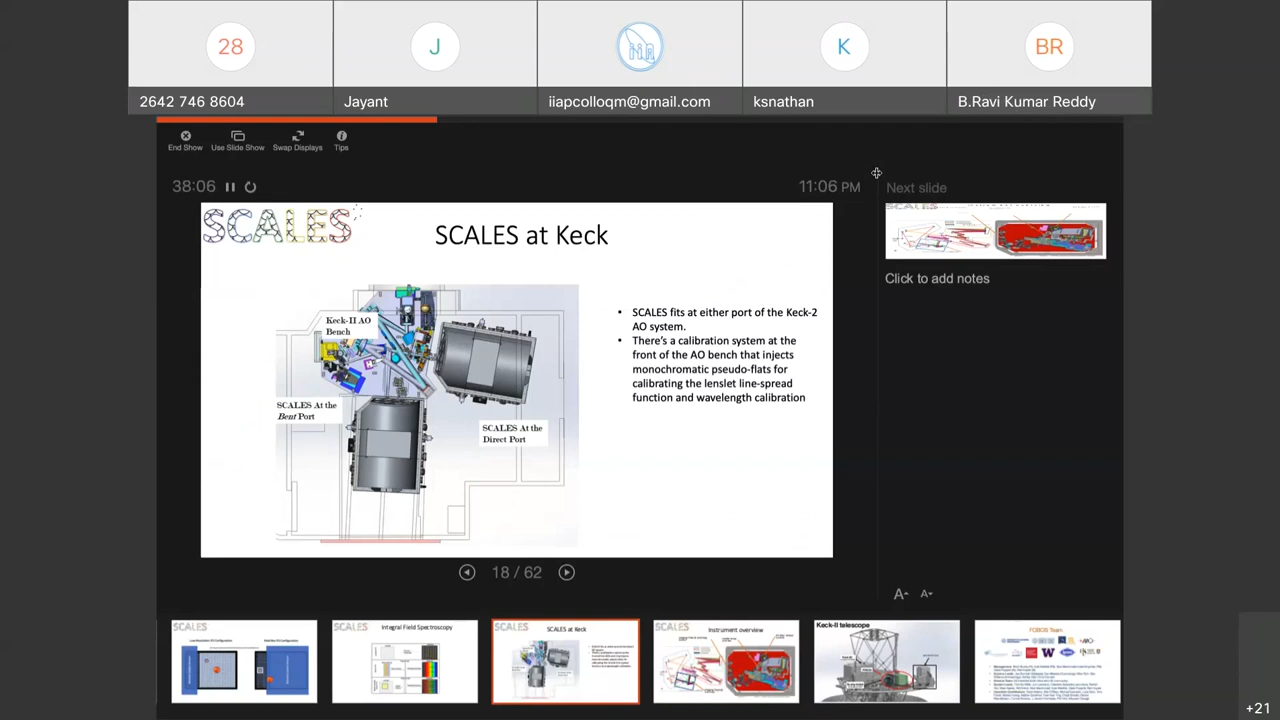 28
J
iiA
K
BR
2642 746 8604
Jayant
iiapcolloqm@gmail.com
ksnathan
B.Ravi Kumar Reddy
End Show
Use Slide Show
Swap Displays
Tips
38:06
11:06 PM
Next slide
SCALES
SCALES at Keck
Keck-II AO
Bench
SCALES At the
Bent Port
SCALES At the
Direct Port
• SCALES fits at either port of the Keck-2
AO system.
• There's a calibration system at the
front of the AO bench that injects
monochromatic pseudo-flats for
calibrating the lenslet line-spread
function and wavelength calibration
SCALES
Click to add notes
18 / 62
A
A
SCALES
SCALES
Integral Field Spectroscopy
SCALES
SCALES at Keck
SCALES
Instrument overview
Keck-II telescope
FOBOS Team
+21